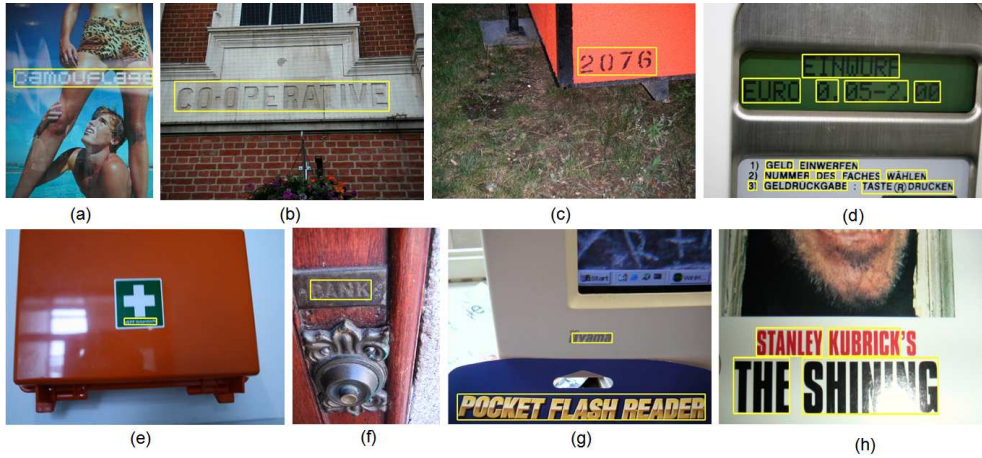 camouflage
(a)
CO-OPERATIVE
(b)
2076
(c)
EINWURF
EURO 0.05-2.00
1) GELD EINWERFEN
2) NUMMER DES FACHES WÄHLEN
3) GELDRÜCKGABE : TASTE (R) DRÜCKEN
(d)
(e)
BANK
(f)
Start
iiyama
POCKET FLASH READER
(g)
STANLEY KUBRICK'S
THE SHINING
(h)